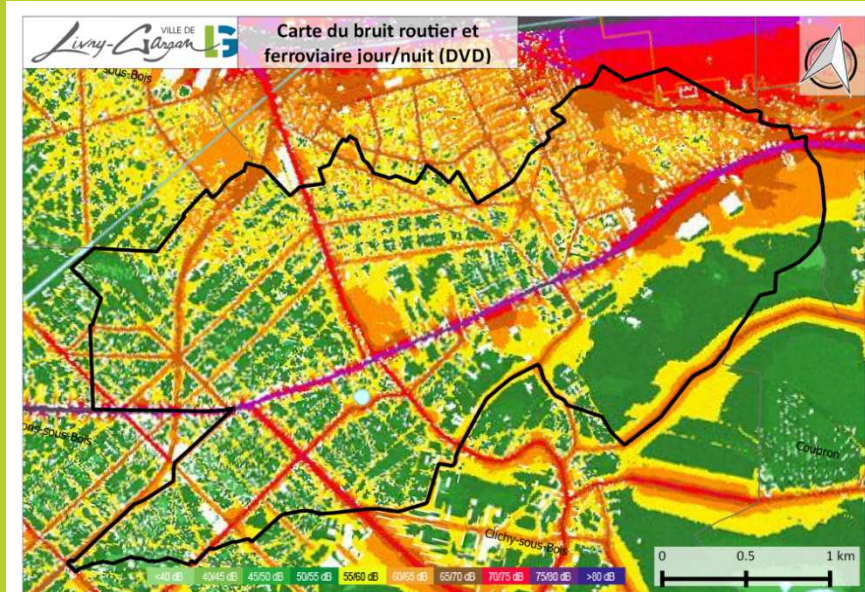 Livry-Gargan
VILLE DE
LG
Carte du bruit routier et
ferroviaire jour/nuit (DVD)
sous-Bois
ons-sous-Bois
Coupron
Clichy-sous-Bois
0 0.5 1 km
<40 dB 40/45 dB 45/50 dB 50/55 dB 55/60 dB 60/65 dB 65/70 dB 70/75 dB 75/80 dB >80 dB